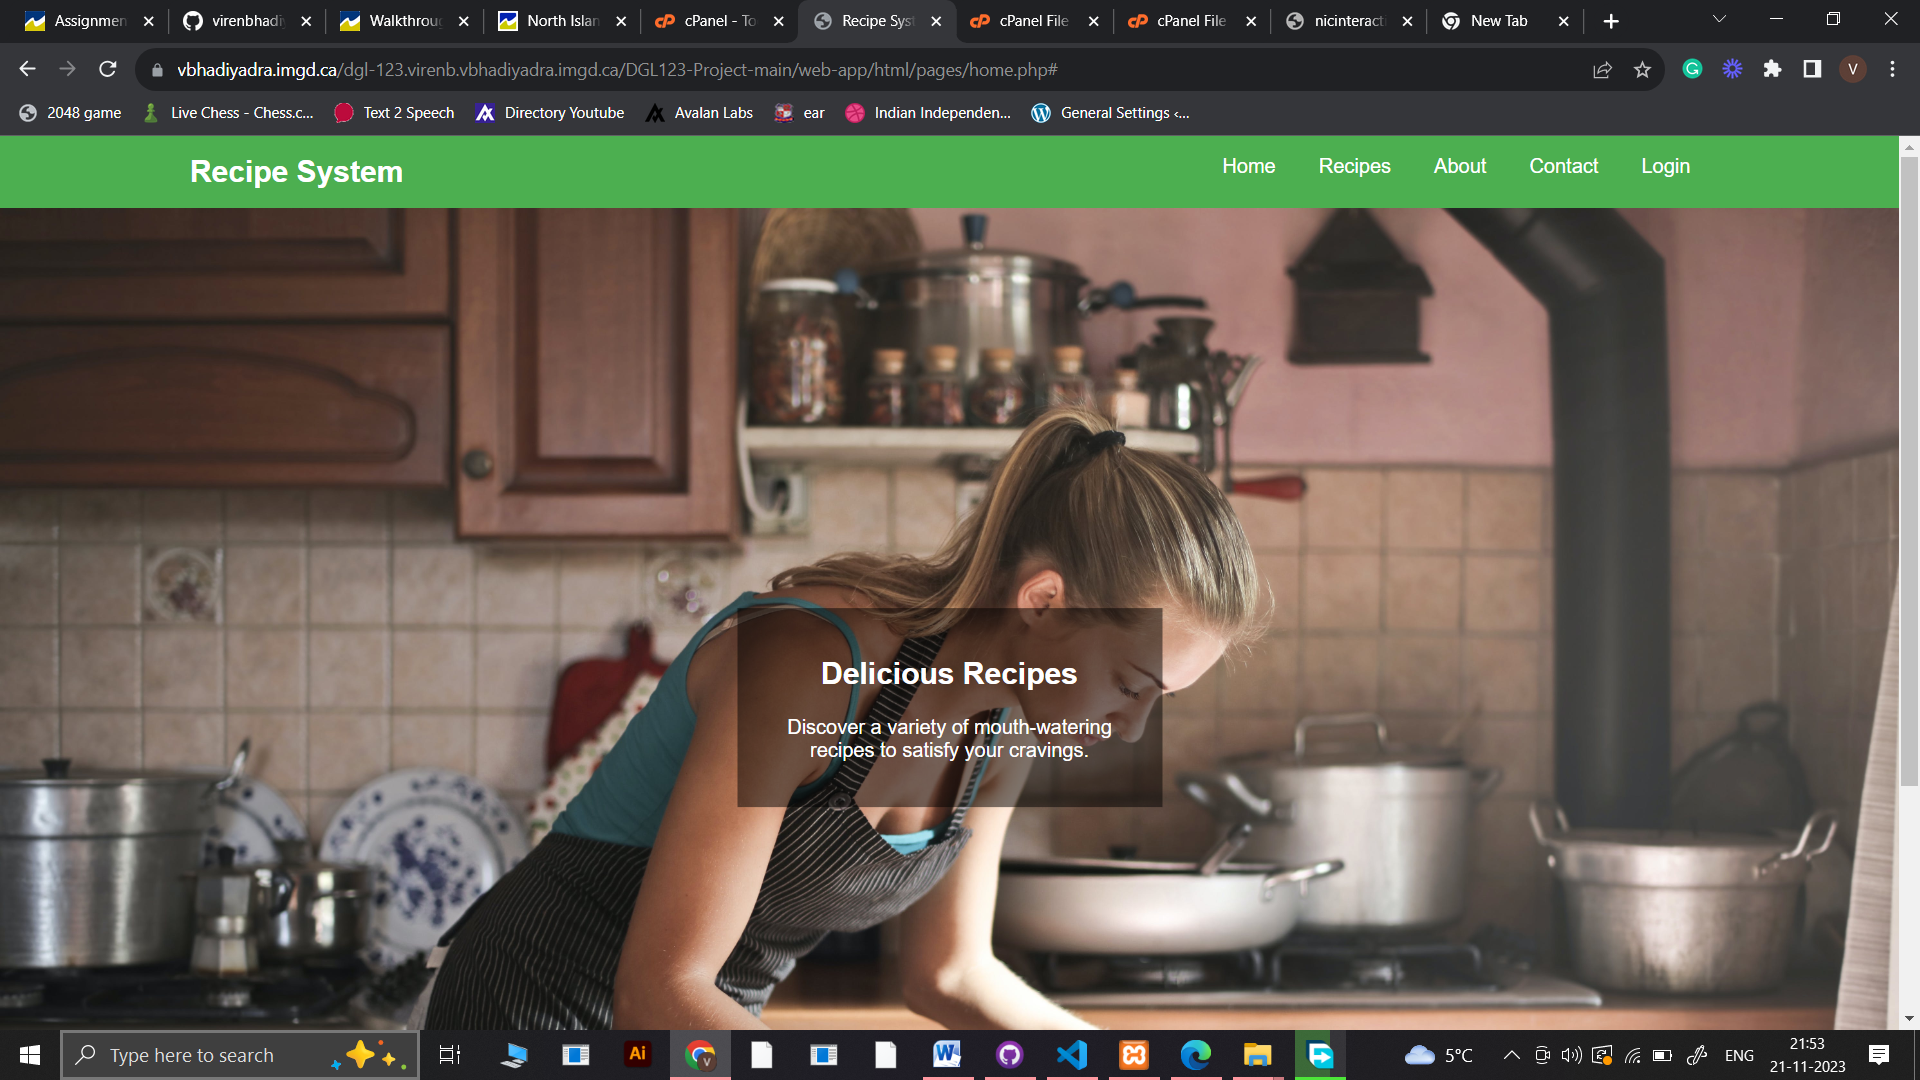 Assignmen
virenbhadi
Walkthroug
North Islan
cPanel - To
Recipe Syst
cPanel File
cPanel File
nicinteracti
New Tab
vbhadiyadra.imgd.ca/dgl-123.virenb.vbhadiyadra.imgd.ca/DGL123-Project-main/web-app/html/pages/home.php#
V
2048 game
Live Chess - Chess.c...
Text 2 Speech
Directory Youtube
Avalan Labs
ear
Indian Independen...
General Settings ‹...
Recipe System
Home
Recipes
About
Contact
Login
Delicious Recipes
Discover a variety of mouth-watering
recipes to satisfy your cravings.
Type here to search
Ai
5°C
ENG
21:53
21-11-2023